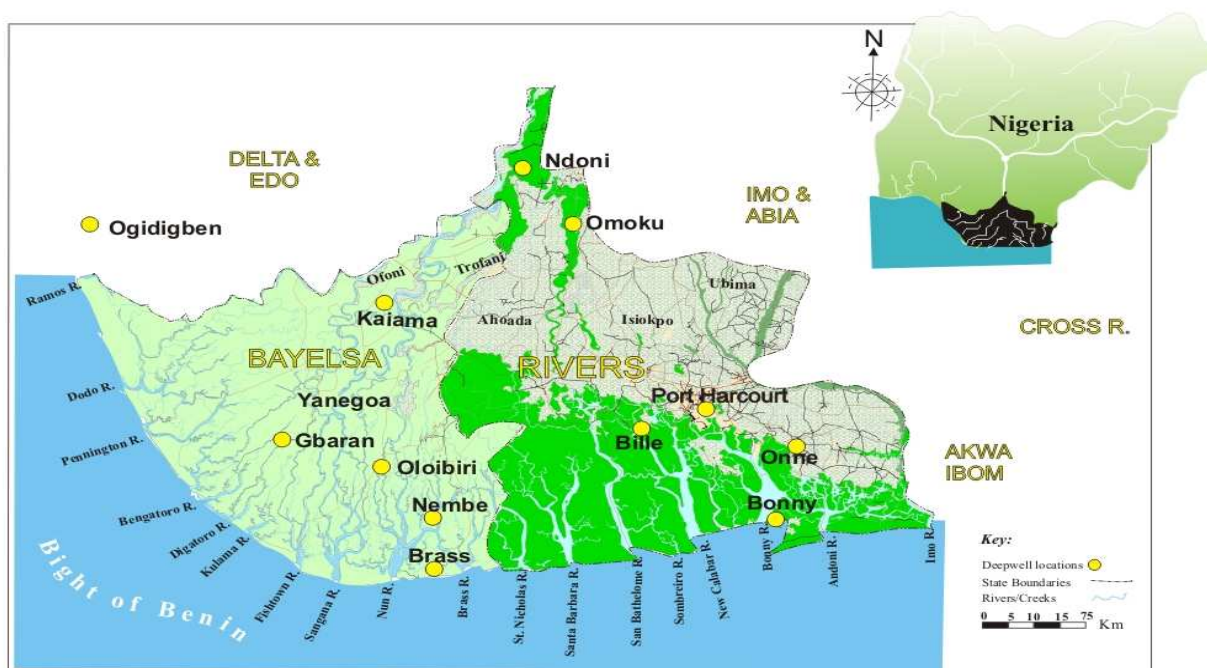 N
Nigeria
DELTA &
EDO
Ndoni
IMO &
ABIA
Ogidigben
Omoku
Ramos R.
Ofoni
Trofani
Ubima
Kaiama
Ahoada
Isiokpo
CROSS R.
BAYELSA
RIVERS
Dodo R.
Yanegoa
Port Harcourt
Pennington R.
Gbaran
Bille
Onne
AKWA
IBOM
Oloibiri
Bengatoro R.
Nembe
Bonny
Digatoro R.
Kulama R.
Brass
Fishtown R.
Sangana R.
Nun R.
Brass R.
St. Nicholas R.
Santa Barbara R.
San Bathelome R.
Sombreiro R.
New Calabar R.
Bonny R.
Andoni R.
Imo R.
Bight of Benin
Key:
Deepwell locations
State Boundaries
Rivers/Creeks
0 5 10 15 75 Km